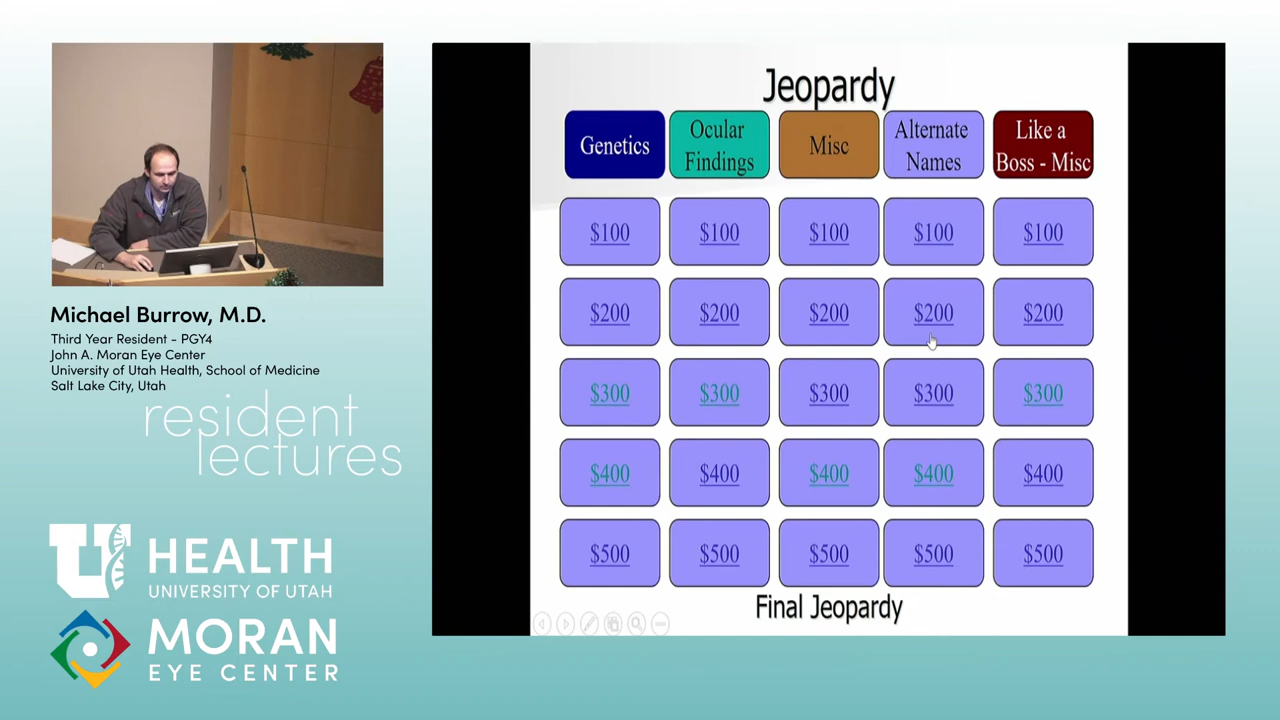 Michael Burrow, M.D.
Third Year Resident - PGY4
John A. Moran Eye Center
University of Utah Health, School of Medicine
Salt Lake City, Utah
resident
lectures
U HEALTH
UNIVERSITY OF UTAH
MORAN
EYE CENTER
Jeopardy
Genetics
Ocular
Findings
Misc
Alternate
Names
Like a
Boss - Misc
$100 $100 $100 $100 $100
$200 $200 $200 $200 $200
$300 $300 $300 $300 $300
$400 $400 $400 $400 $400
$500 $500 $500 $500 $500
Final Jeopardy